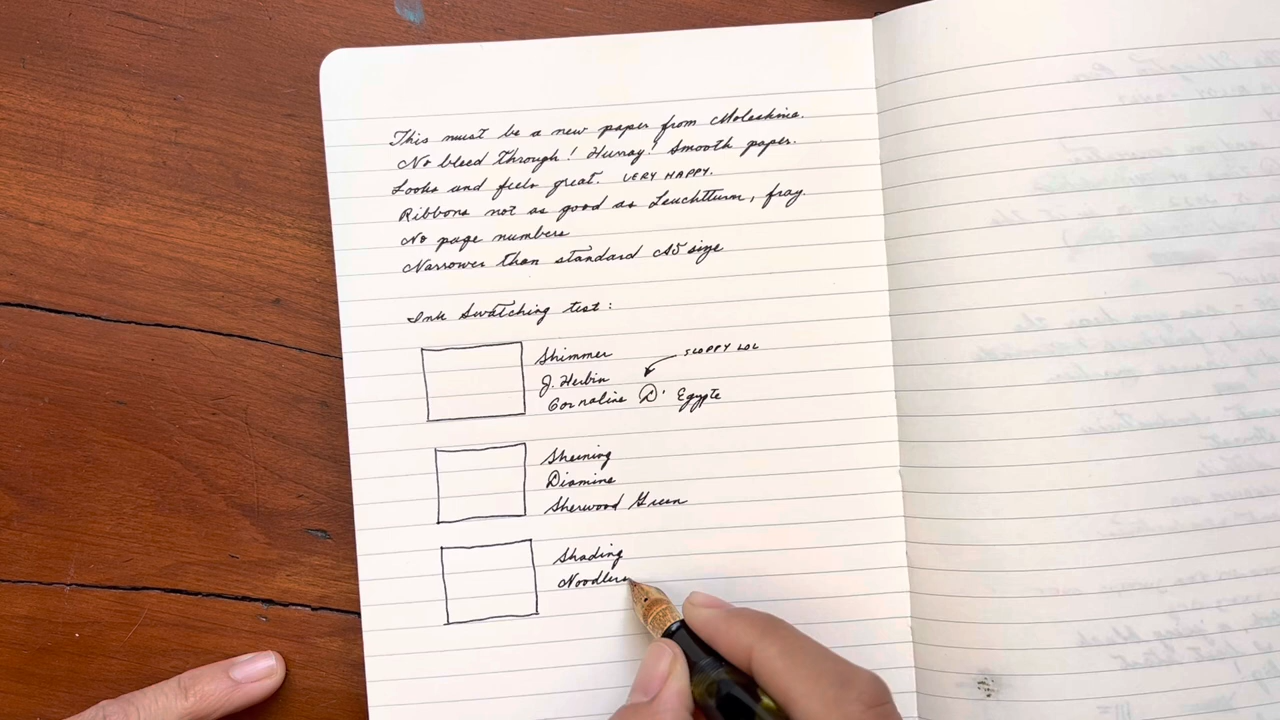 This must be a new paper from Moleskine.
No bleed through! Hurray! Smooth paper.
Looks and feels great. VERY HAPPY.
Ribbons not as good as Leuchtturm, fray.
No page numbers
Narrower than standard A5 size
Ink Swatching test:
Shimmer
SLOPPY LOL
J. Herbin
Cornaline D' Egypte
Sheening
Diamine
Sherwood Green
Shading
Noodlers